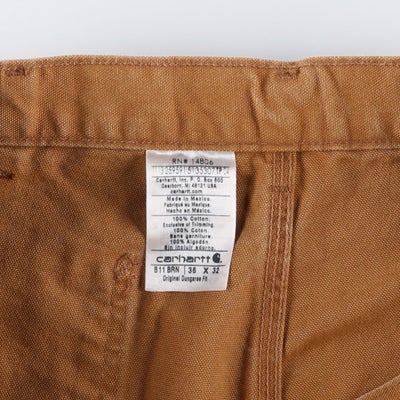 RN# 14806
Carhartt, Inc. P.O. Box 600
Dearborn, MI 48121 USA
carhartt.com
Made in Mexico.
Fabriqué au Mexique.
Hecho en México.
100% Cotton.
Exclusive of Trimming.
100% Coton.
Sans garniture.
100% Algodón.
Sin incluir adorno.
carhartt
B11 BRN 38 X 32
Original Dungaree Fit